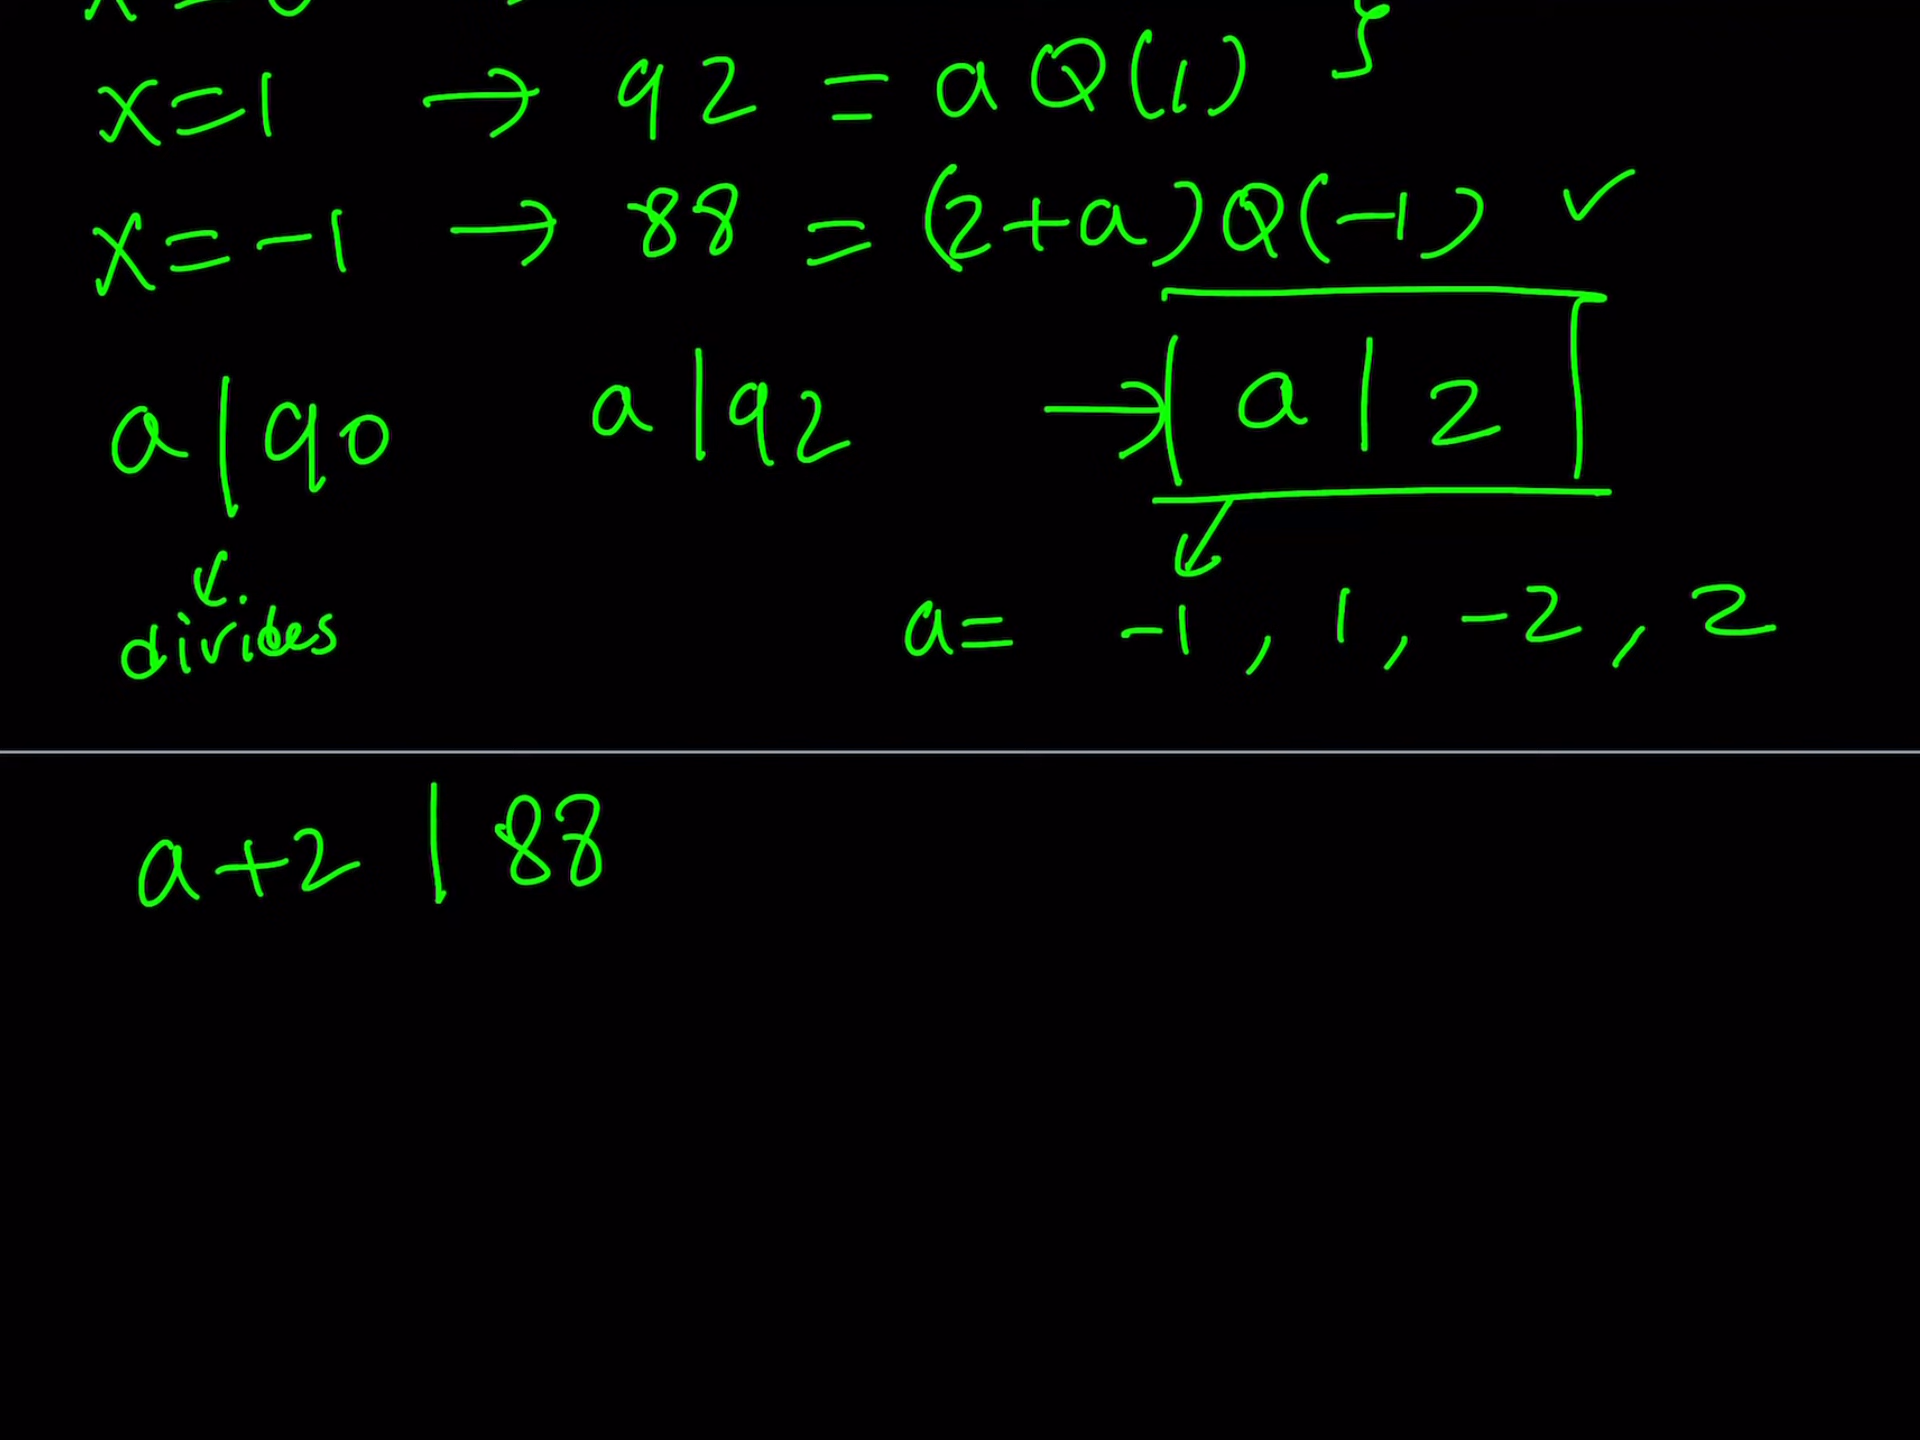 x=1 → 92 = aQ(1) }
x=-1 → 88 = (2+a)Q(-1) ✓
a|90 a|92 → a|2
divides a= -1, 1, -2, 2
a+2 | 88